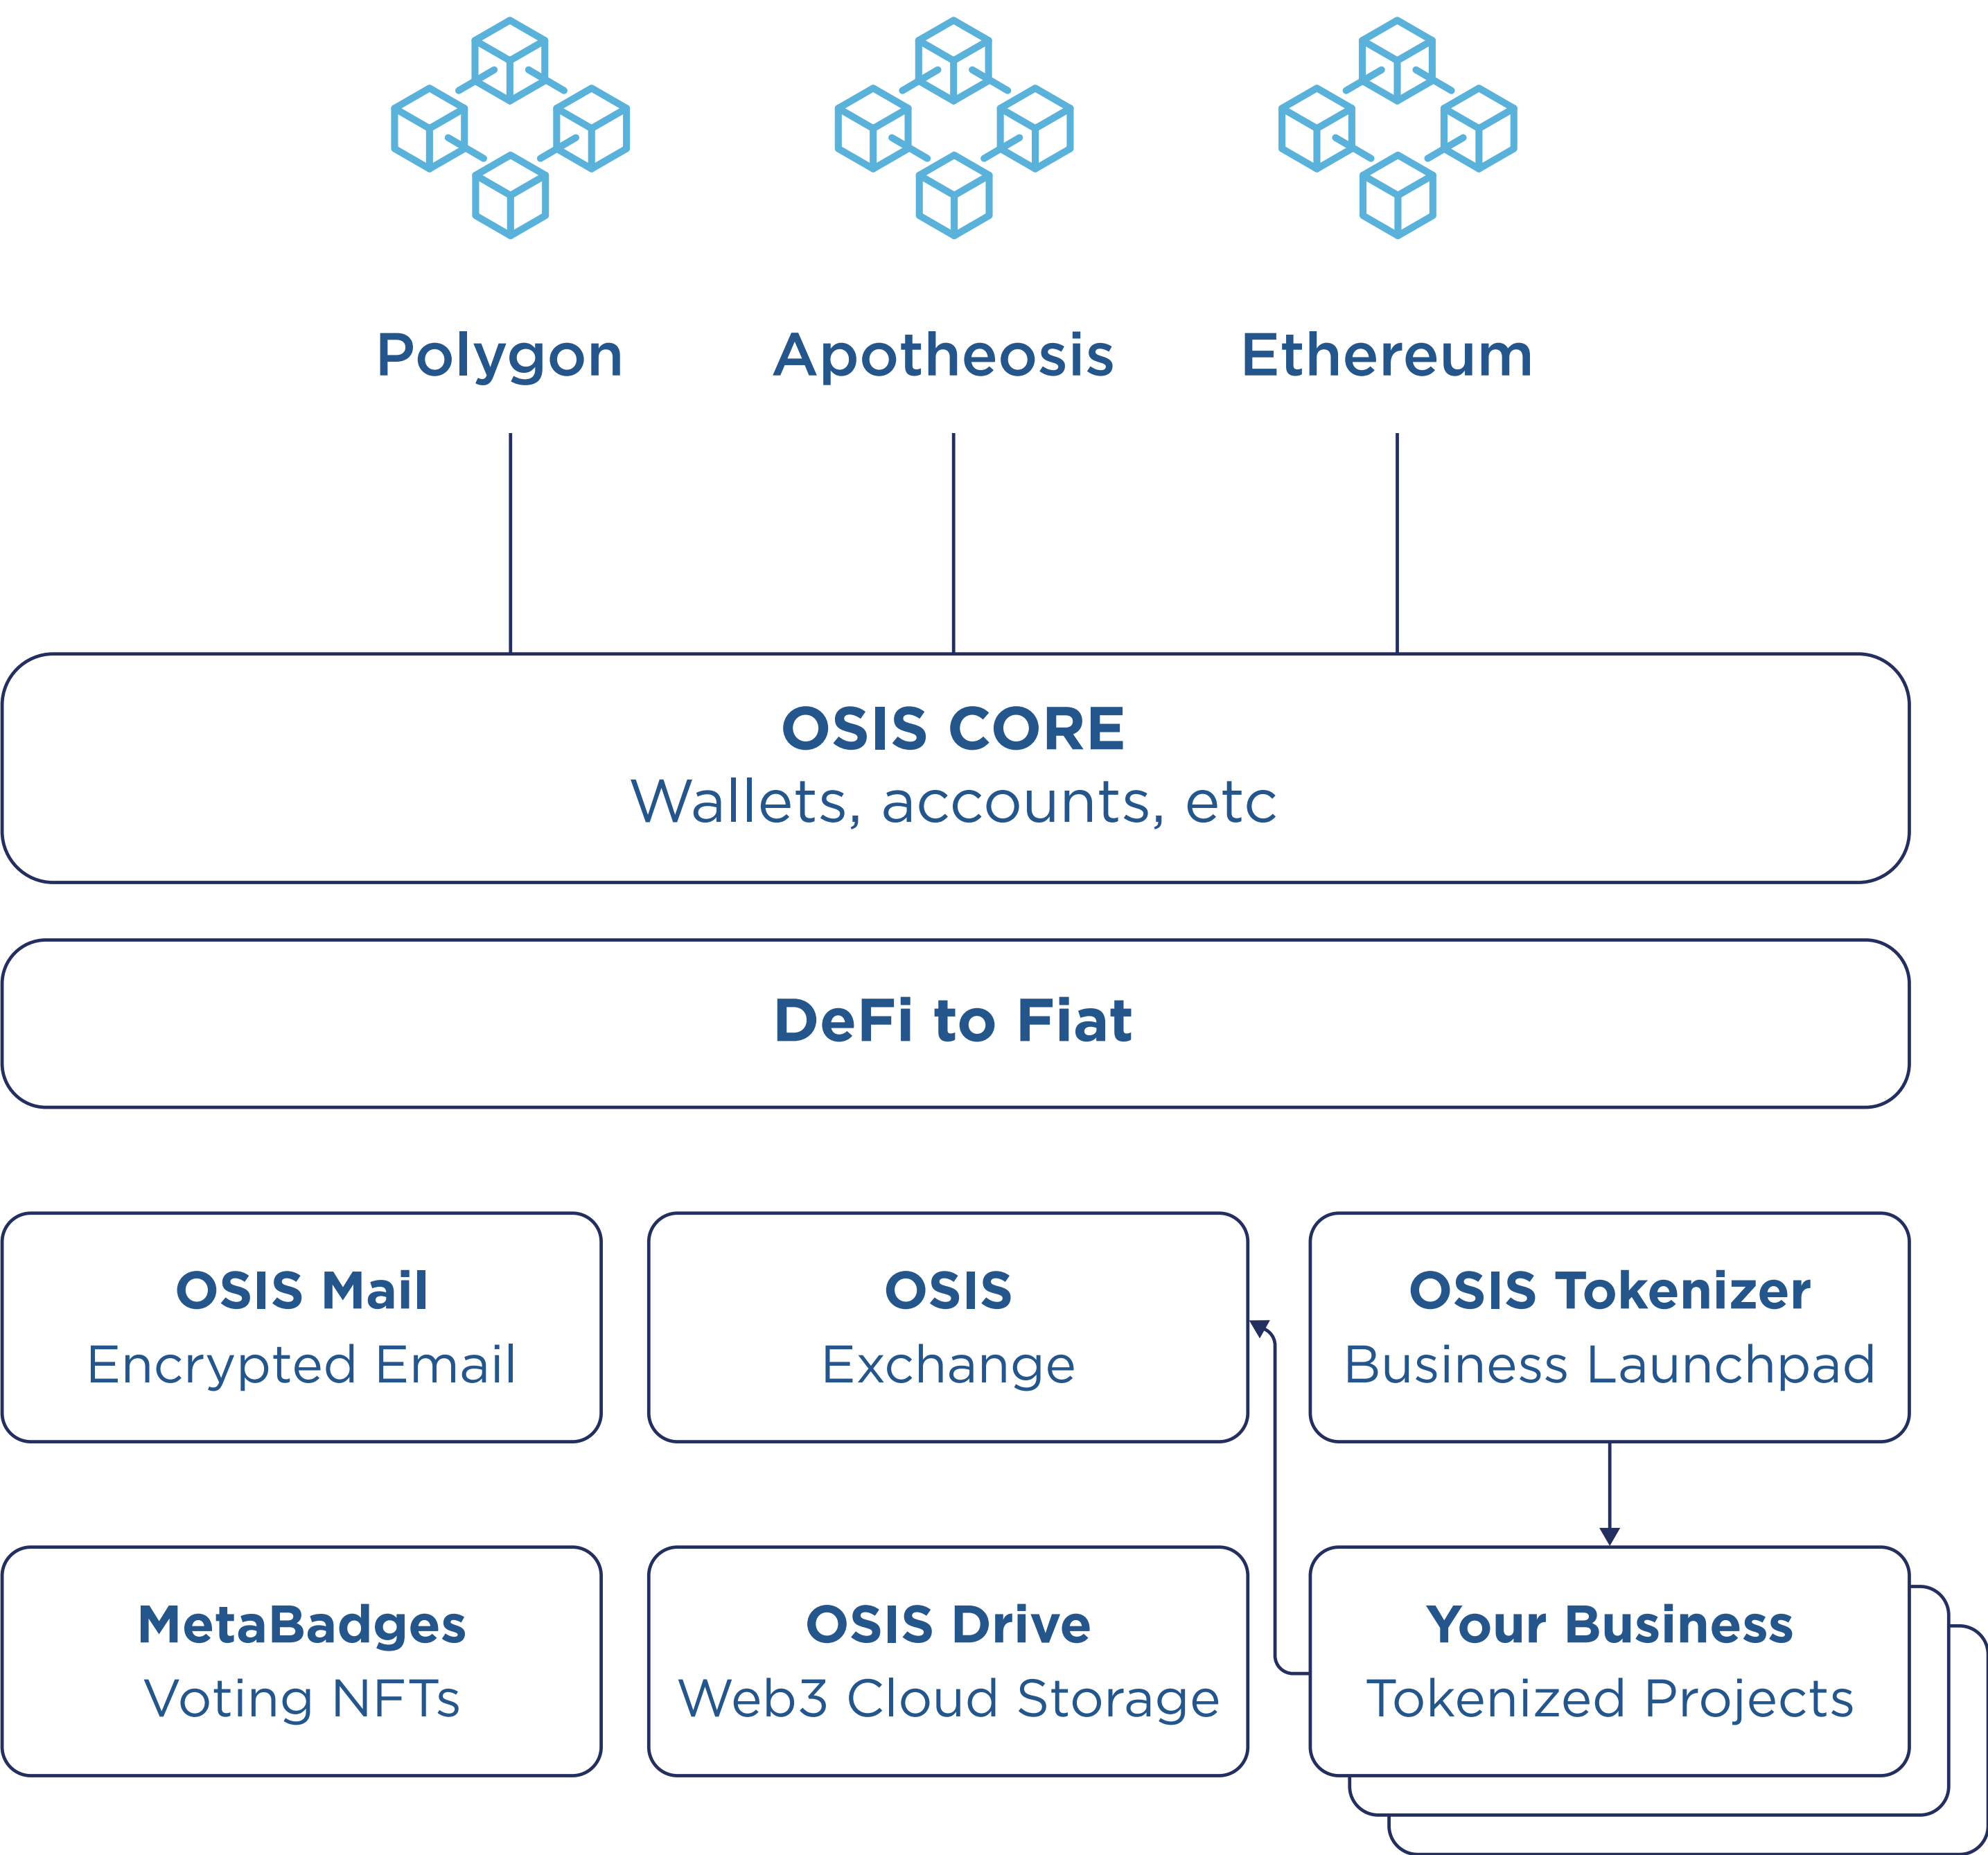 Polygon
Apotheosis
Ethereum
OSIS CORE
Wallets, accounts, etc
DeFi to Fiat
OSIS Mail
Encrypted Email
OSIS
Exchange
OSIS Tokenizer
Business Launchpad
MetaBadges
Voting NFTs
OSIS Drive
Web3 Cloud Storage
Your Business
Tokenized Projects